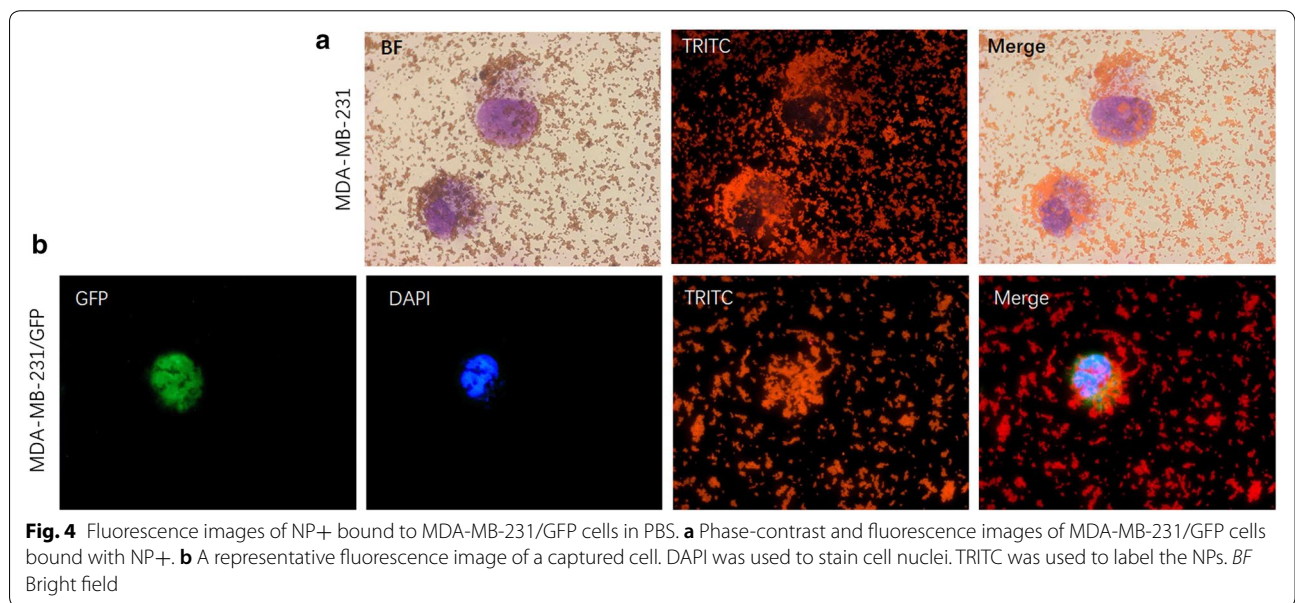 a
BF
TRITC
Merge
MDA-MB-231
b
GFP
DAPI
TRITC
Merge
MDA-MB-231/GFP
Fig. 4 Fluorescence images of NP+ bound to MDA-MB-231/GFP cells in PBS. a Phase-contrast and fluorescence images of MDA-MB-231/GFP cells
bound with NP+. b A representative fluorescence image of a captured cell. DAPI was used to stain cell nuclei. TRITC was used to label the NPs. BF
Bright field